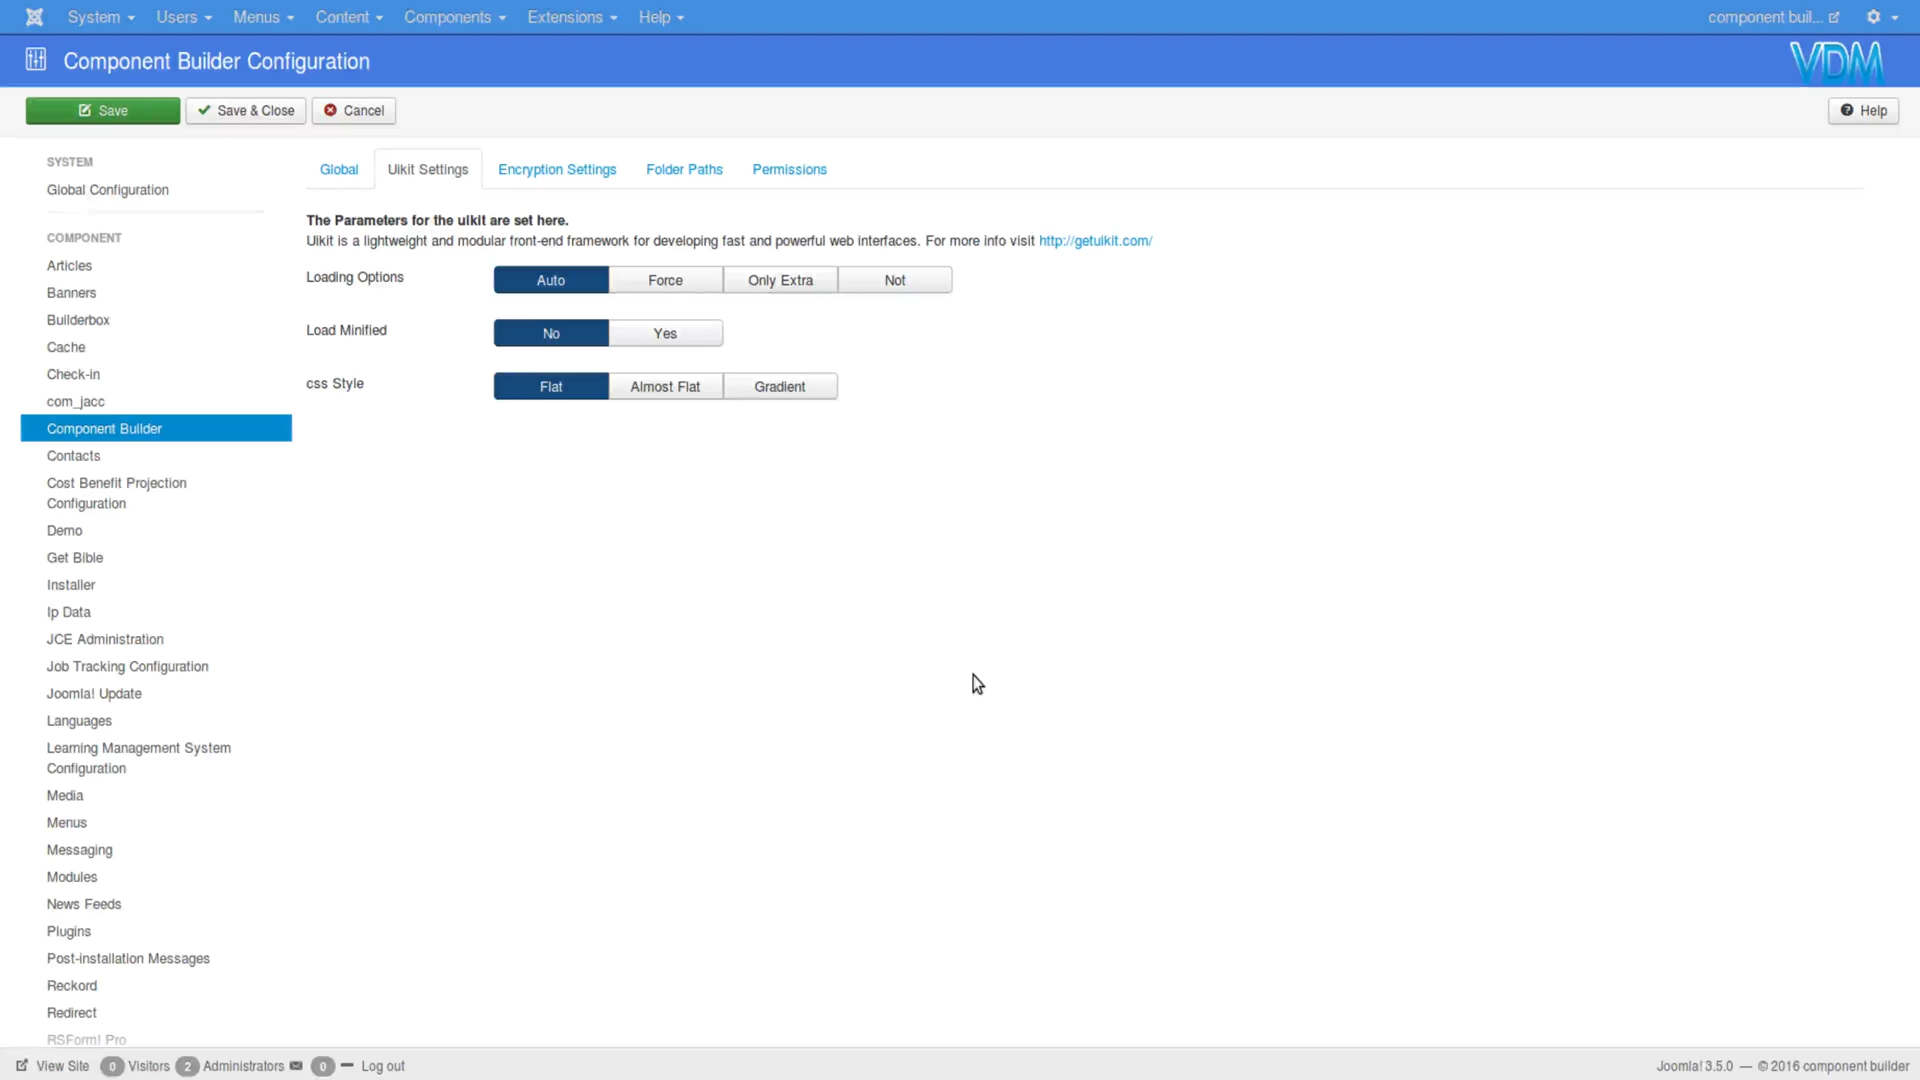 System Users Menus Content Components Extensions Help component buil...
Component Builder Configuration VDM
Save Save & Close Cancel Help
SYSTEM
Global Configuration
COMPONENT
Articles
Banners
Builderbox
Cache
Check-in
com_jacc
Component Builder
Contacts
Cost Benefit Projection
Configuration
Demo
Get Bible
Installer
Ip Data
JCE Administration
Job Tracking Configuration
Joomla! Update
Languages
Learning Management System
Configuration
Media
Menus
Messaging
Modules
News Feeds
Plugins
Post-installation Messages
Reckord
Redirect
RSForm! Pro
Global Uikit Settings Encryption Settings Folder Paths Permissions
The Parameters for the uikit are set here.
Uikit is a lightweight and modular front-end framework for developing fast and powerful web interfaces. For more info visit http://getuikit.com/
Loading Options Auto Force Only Extra Not
Load Minified No Yes
css Style Flat Almost Flat Gradient
View Site 0 Visitors 2 Administrators 0 Log out Joomla! 3.5.0 — © 2016 component builder